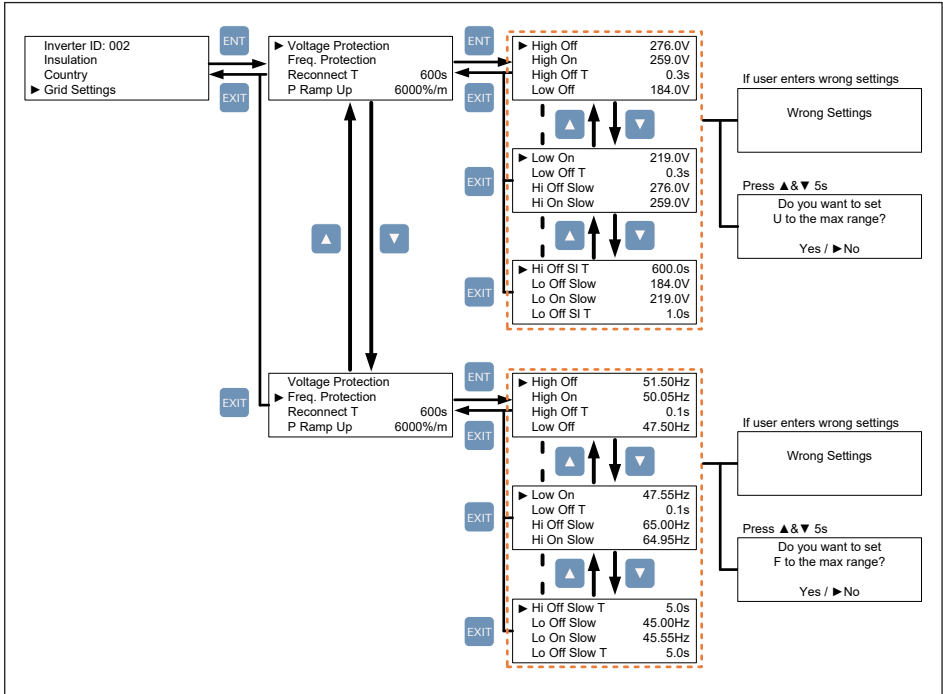 Inverter ID: 002
Insulation
Country
► Grid Settings
ENT
EXIT
► Voltage Protection
Freq. Protection
Reconnect T 600s
P Ramp Up 6000%/m
ENT
EXIT
► High Off 276.0V
High On 259.0V
High Off T 0.3s
Low Off 184.0V
▲ ▼
EXIT
► Low On 219.0V
Low Off T 0.3s
Hi Off Slow 276.0V
Hi On Slow 259.0V
▲ ▼
EXIT
► Hi Off Sl T 600.0s
Lo Off Slow 184.0V
Lo On Slow 219.0V
Lo Off Sl T 1.0s
If user enters wrong settings
Wrong Settings
Press ▲&▼ 5s
Do you want to set
U to the max range?
Yes / ►No
▲ ▼
EXIT
Voltage Protection
► Freq. Protection
Reconnect T 600s
P Ramp Up 6000%/m
ENT
EXIT
► High Off 51.50Hz
High On 50.05Hz
High Off T 0.1s
Low Off 47.50Hz
▲ ▼
EXIT
► Low On 47.55Hz
Low Off T 0.1s
Hi Off Slow 65.00Hz
Hi On Slow 64.95Hz
▲ ▼
EXIT
► Hi Off Slow T 5.0s
Lo Off Slow 45.00Hz
Lo On Slow 45.55Hz
Lo Off Slow T 5.0s
If user enters wrong settings
Wrong Settings
Press ▲&▼ 5s
Do you want to set
F to the max range?
Yes / ►No